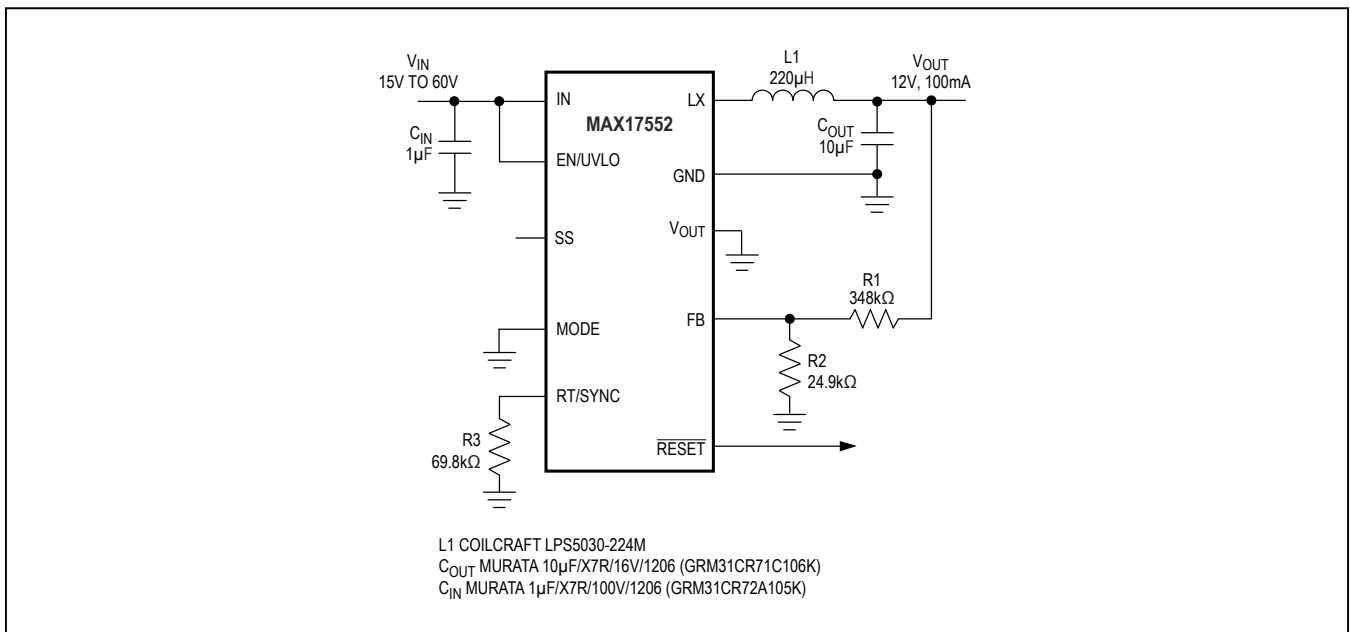 VIN
15V TO 60V
CIN
1µF
IN
EN/UVLO
SS
MODE
RT/SYNC
R3
69.8kΩ
MAX17552
LX
GND
VOUT
FB
RESET
L1
220µH
VOUT
12V, 100mA
COUT
10µF
R1
348kΩ
R2
24.9kΩ
L1 COILCRAFT LPS5030-224M
COUT MURATA 10µF/X7R/16V/1206 (GRM31CR71C106K)
CIN MURATA 1µF/X7R/100V/1206 (GRM31CR72A105K)